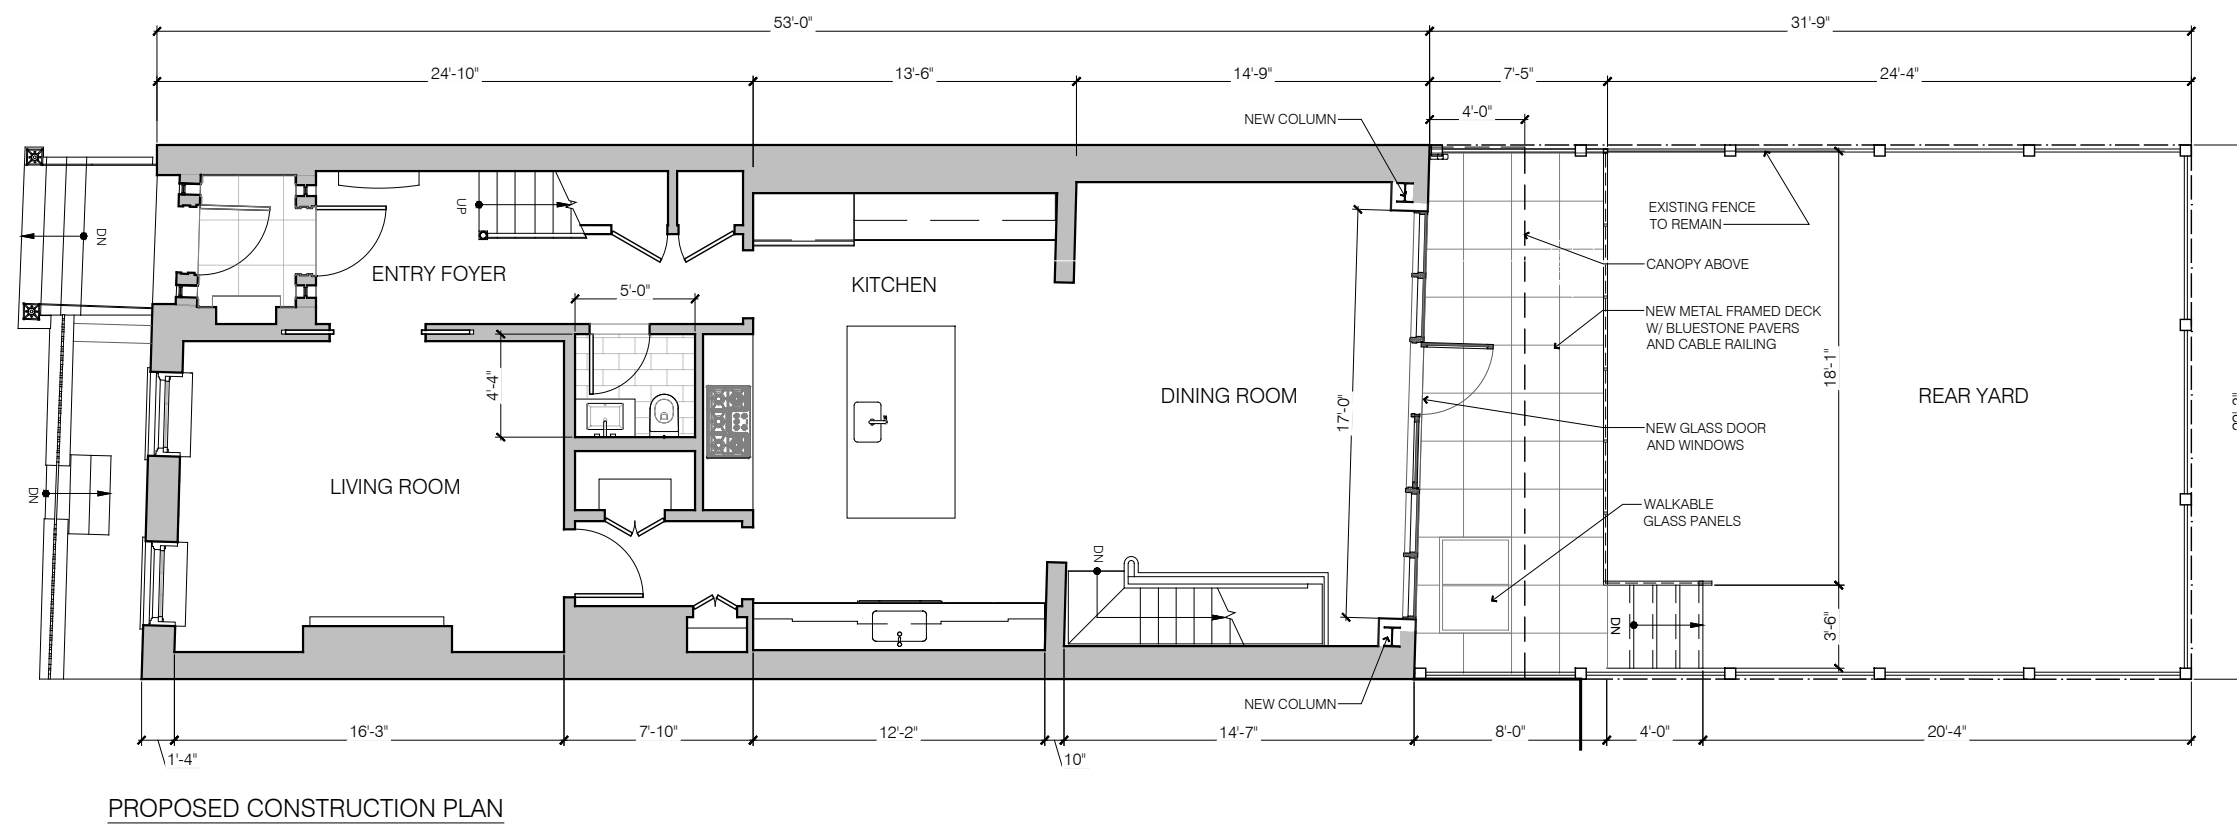 53'-0"
31'-9"
24'-10"
13'-6"
14'-9"
7'-5"
24'-4"
4'-0"
NEW COLUMN
UP
DN
ENTRY FOYER
KITCHEN
5'-0"
EXISTING FENCE
TO REMAIN
CANOPY ABOVE
NEW METAL FRAMED DECK
W/ BLUESTONE PAVERS
AND CABLE RAILING
4'-4"
DINING ROOM
17'-0"
18'-1"
REAR YARD
NEW GLASS DOOR
AND WINDOWS
LIVING ROOM
DN
WALKABLE
GLASS PANELS
DN
DN
3'-6"
NEW COLUMN
16'-3"
7'-10"
12'-2"
14'-7"
8'-0"
4'-0"
20'-4"
1'-4"
10"
PROPOSED CONSTRUCTION PLAN